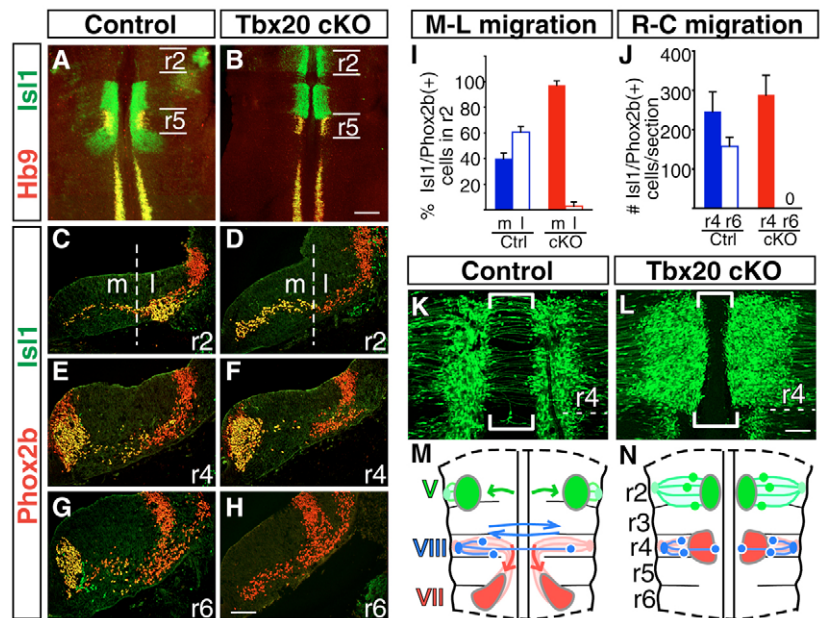 Control
Tbx20 cKO
M-L migration
R-C migration
Hb9 Isl1
Phox2b Isl1
A
r2
r5
B
r2
r5
C
m l
r2
D
m l
r2
E
r4
F
r4
G
r6
H
r6
I
% Isl1/Phox2b(+)
cells in r2
100
80
60
40
20
m l m l
Ctrl cKO
J
# Isl1/Phox2b(+)
cells/section
400
300
200
100
0
r4 r6 r4 r6
Ctrl cKO
Control
Tbx20 cKO
K
r4
L
r4
M
V
VIII
VII
N
r2
r3
r4
r5
r6